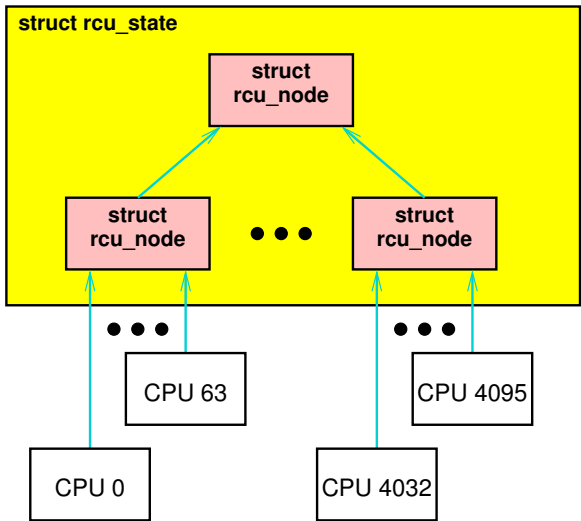 struct rcu_state
struct
rcu_node
struct
rcu_node
struct
rcu_node
CPU 63
CPU 4095
CPU 0
CPU 4032